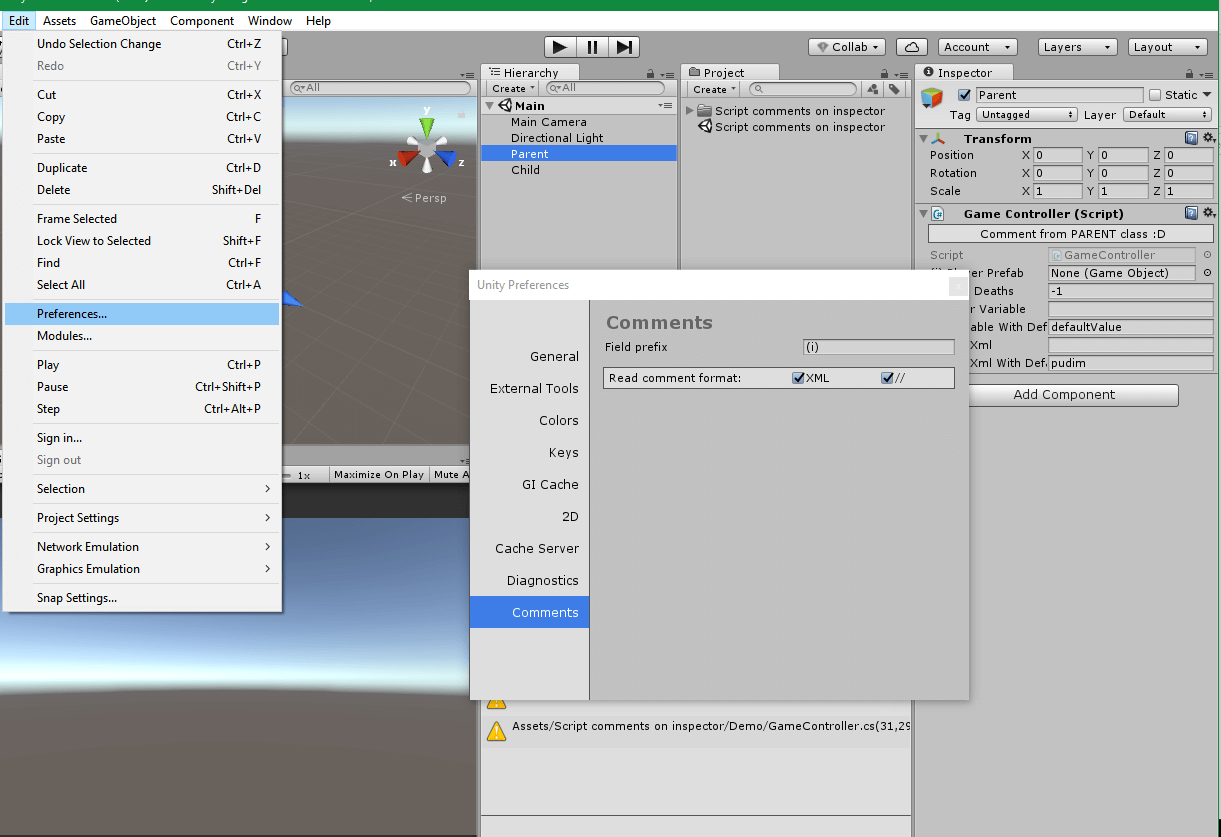 Edit Assets GameObject Component Window Help
Undo Selection Change Ctrl+Z
Redo Ctrl+Y
Cut Ctrl+X
Copy Ctrl+C
Paste Ctrl+V
Duplicate Ctrl+D
Delete Shift+Del
Frame Selected F
Lock View to Selected Shift+F
Find Ctrl+F
Select All Ctrl+A
Preferences...
Modules...
Play Ctrl+P
Pause Ctrl+Shift+P
Step Ctrl+Alt+P
Sign in...
Sign out
Selection
Project Settings
Network Emulation
Graphics Emulation
Snap Settings...
Collab Account Layers Layout
All
y
x z
Persp
1x Maximize On Play Mute A
Hierarchy
Create All
Main
Main Camera
Directional Light
Parent
Child
Project
Create
Script comments on inspector
Script comments on inspector
Inspector
Parent Static
Tag Untagged Layer Default
Transform
Position X 0 Y 0 Z 0
Rotation X 0 Y 0 Z 0
Scale X 1 Y 1 Z 1
Game Controller (Script)
Comment from PARENT class :D
Script GameController
Prefab None (Game Object)
Deaths -1
Variable
With Def defaultValue
Xml
Xml With Def pudim
Add Component
Unity Preferences
General
External Tools
Colors
Keys
GI Cache
2D
Cache Server
Diagnostics
Comments
Comments
Field prefix (i)
Read comment format: XML //
Assets/Script comments on inspector/Demo/GameController.cs(31,29